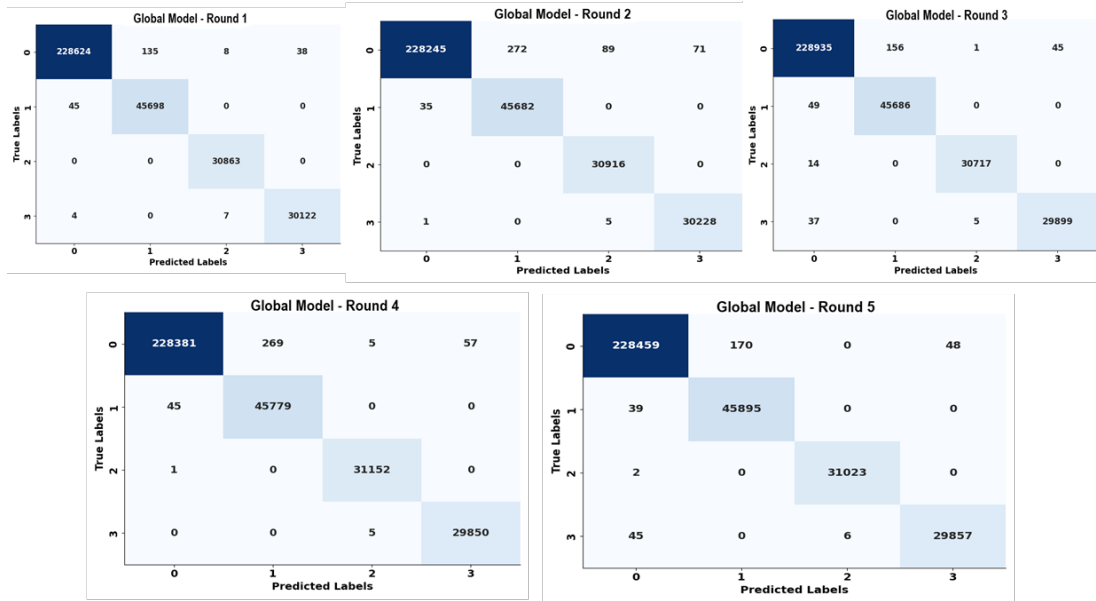 Global Model - Round 1
True Labels
0 228624 135 8 38
1 45 45698 0 0
2 0 0 30863 0
3 4 0 7 30122
0 1 2 3
Predicted Labels
Global Model - Round 2
True Labels
0 228245 272 89 71
1 35 45682 0 0
2 0 0 30916 0
3 1 0 5 30228
0 1 2 3
Predicted Labels
Global Model - Round 3
True Labels
0 228935 156 1 45
1 49 45686 0 0
2 14 0 30717 0
3 37 0 5 29899
0 1 2 3
Predicted Labels
Global Model - Round 4
True Labels
0 228381 269 5 57
1 45 45779 0 0
2 1 0 31152 0
3 0 0 5 29850
0 1 2 3
Predicted Labels
Global Model - Round 5
True Labels
0 228459 170 0 48
1 39 45895 0 0
2 2 0 31023 0
3 45 0 6 29857
0 1 2 3
Predicted Labels